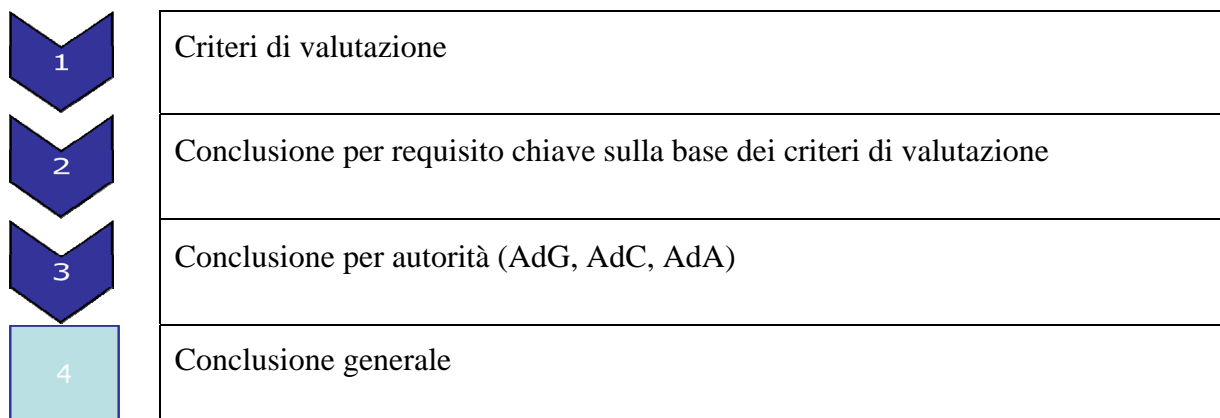 1
Criteri di valutazione
2
Conclusione per requisito chiave sulla base dei criteri di valutazione
3
Conclusione per autorità (AdG, AdC, AdA)
4
Conclusione generale